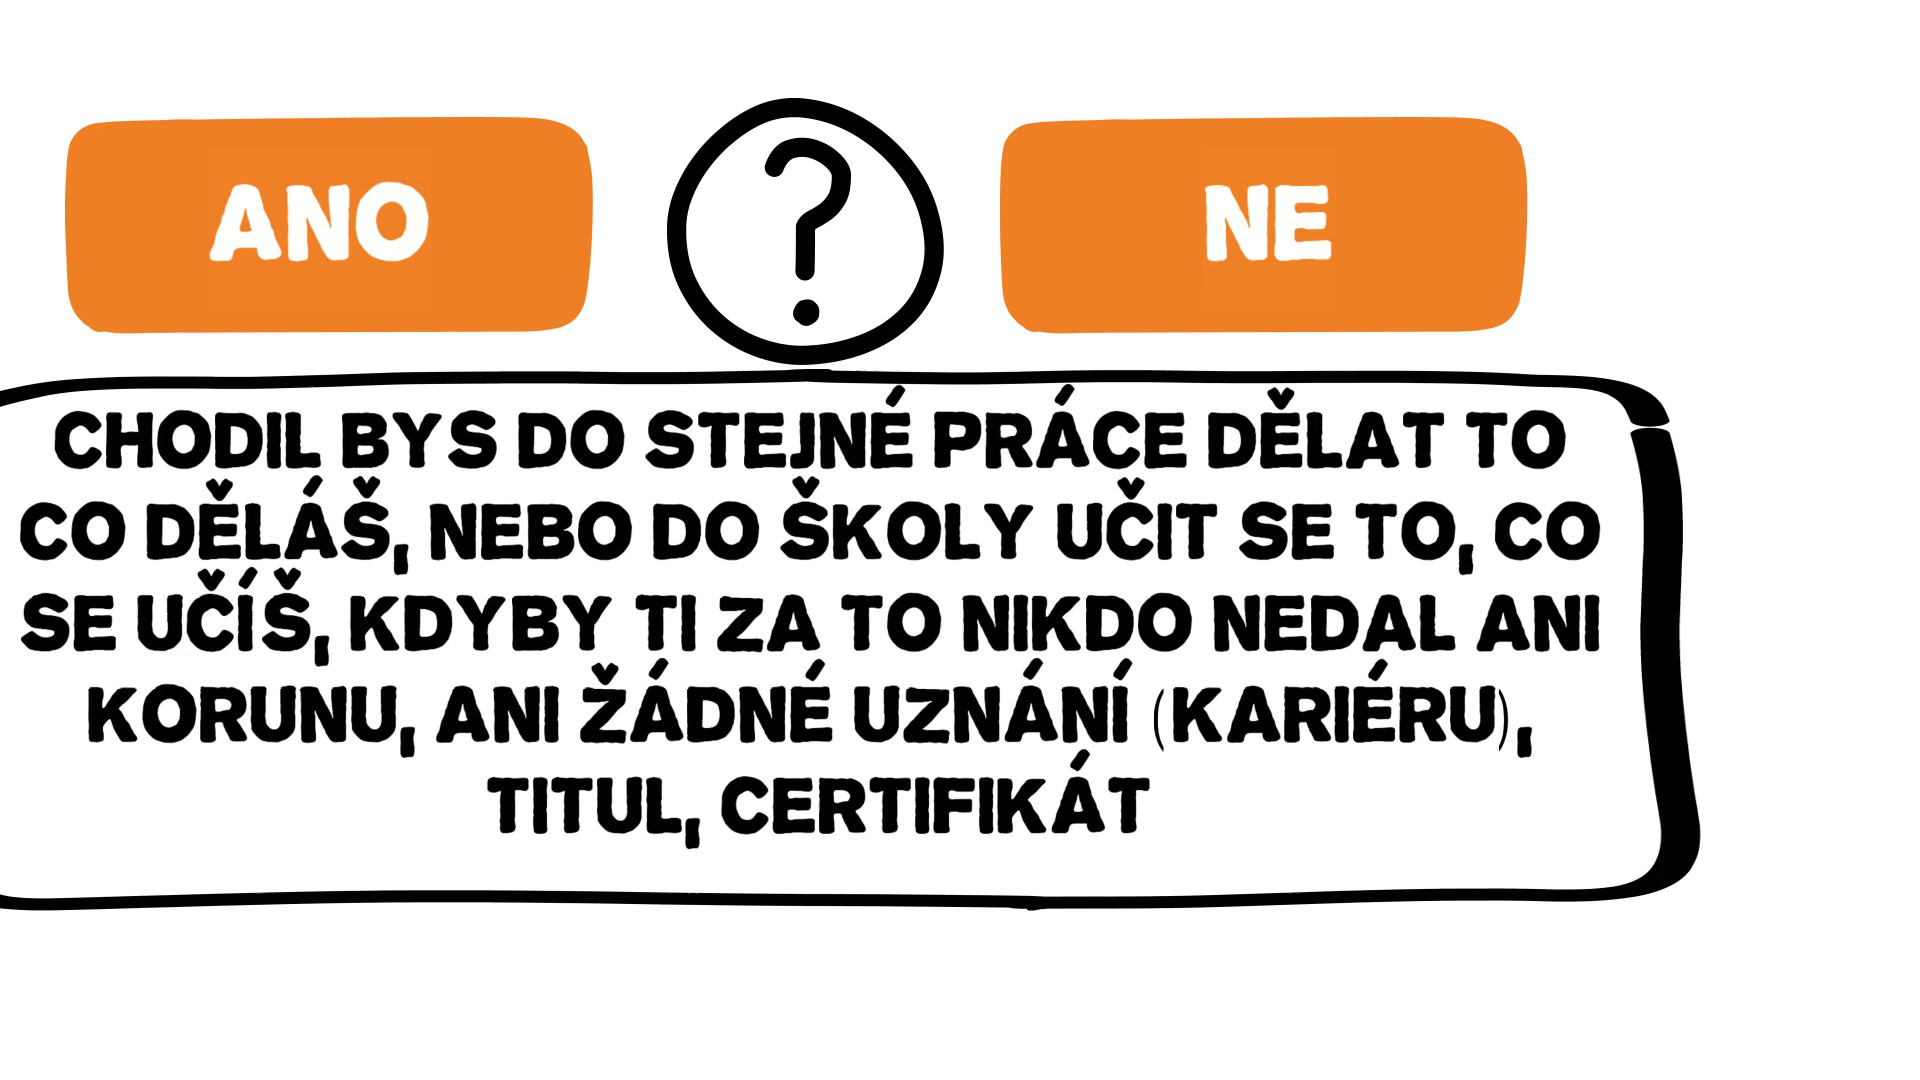 ANO
?
NE
CHODIL BYS DO STEJNÉ PRÁCE DĚLAT TO
CO DĚLÁŠ, NEBO DO ŠKOLY UČIT SE TO, CO
SE UČÍŠ, KDYBY TI ZA TO NIKDO NEDAL ANI
KORUNU, ANI ŽÁDNÉ UZNÁNÍ (KARIÉRU),
TITUL, CERTIFIKÁT